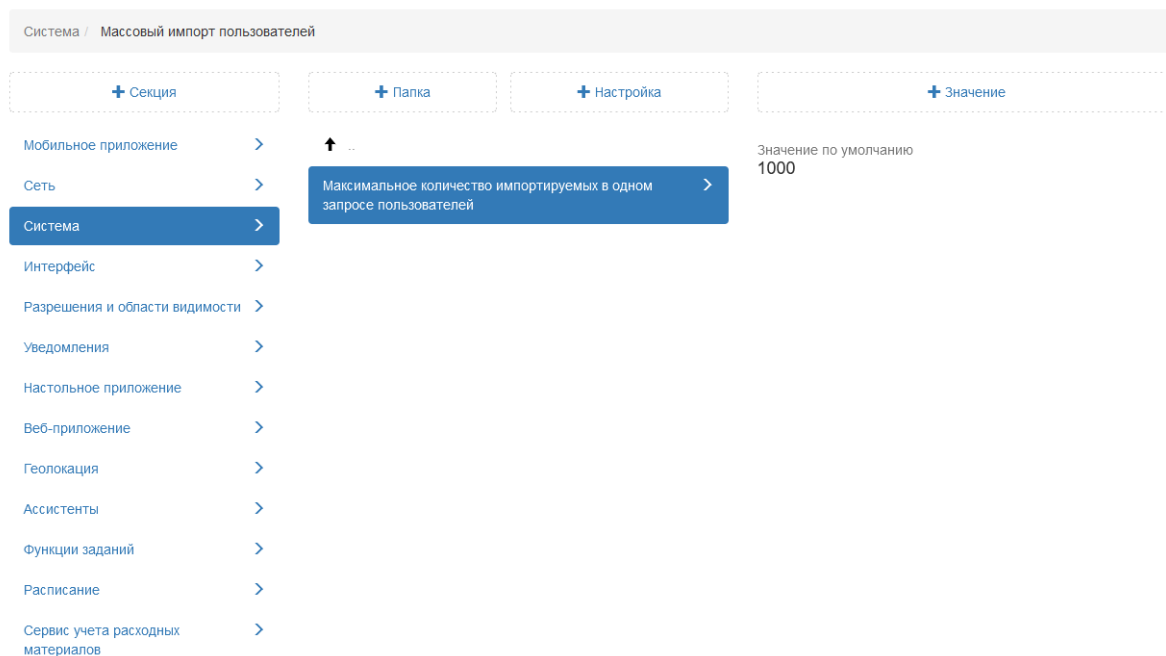 Система / Массовый импорт пользователей
+ Секция
+ Папка
+ Настройка
+ Значение
Мобильное приложение
Сеть
Система
Интерфейс
Разрешения и области видимости
Уведомления
Настольное приложение
Веб-приложение
Геолокация
Ассистенты
Функции заданий
Расписание
Сервис учета расходных
материалов
..
Максимальное количество импортируемых в одном
запросе пользователей
Значение по умолчанию
1000